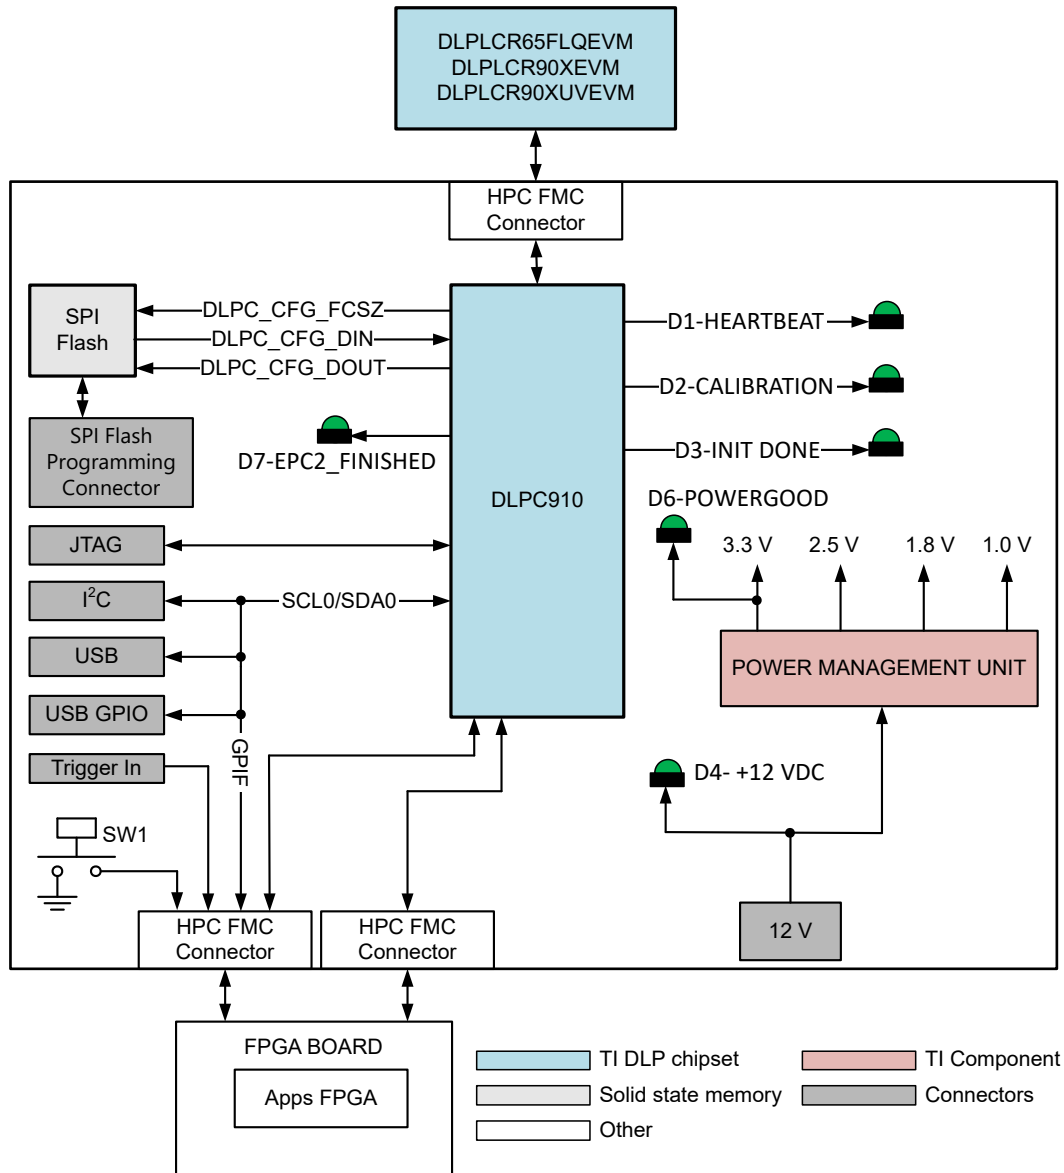 DLPLCR65FLQEVM
DLPLCR90XEVM
DLPLCR90XUVEVM
HPC FMC
Connector
SPI
Flash
DLPC_CFG_FCSZ
DLPC_CFG_DIN
DLPC_CFG_DOUT
D1-HEARTBEAT
D2-CALIBRATION
D3-INIT DONE
SPI Flash
Programming
Connector
D7-EPC2_FINISHED
DLPC910
D6-POWERGOOD
JTAG
3.3 V
2.5 V
1.8 V
1.0 V
I²C
SCL0/SDA0
USB
POWER MANAGEMENT UNIT
USB GPIO
GPIF
Trigger In
D4- +12 VDC
SW1
HPC FMC
Connector
HPC FMC
Connector
12 V
FPGA BOARD
Apps FPGA
TI DLP chipset
TI Component
Solid state memory
Connectors
Other